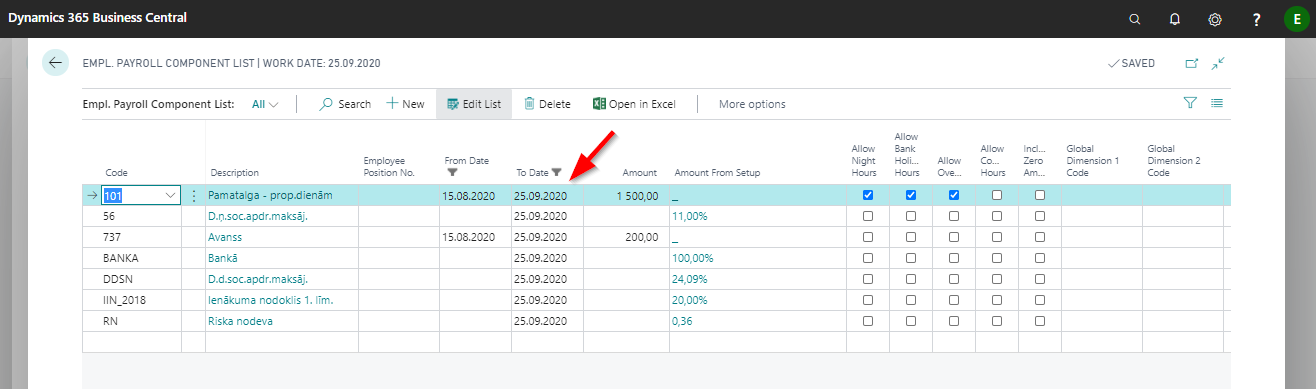 Dynamics 365 Business Central
?
E
EMPL. PAYROLL COMPONENT LIST | WORK DATE: 25.09.2020
SAVED
Empl. Payroll Component List: All Search + New Edit List Delete Open in Excel More options
Code Description Employee Position No. From Date To Date Amount Amount From Setup Allow Night Hours Allow Bank Holi... Hours Allow Ove... Allow Co... Hours Incl... Zero Am... Global Dimension 1 Code Global Dimension 2 Code
101 Pamatalga - prop.dienām 15.08.2020 25.09.2020 1 500,00 _
56 D.ņ.soc.apdr.maksāj. 25.09.2020 11,00%
737 Avanss 15.08.2020 25.09.2020 200,00 _
BANKA Bankā 25.09.2020 100,00%
DDSN D.d.soc.apdr.maksāj. 25.09.2020 24,09%
IIN_2018 Ienākuma nodoklis 1. līm. 25.09.2020 20,00%
RN Riska nodeva 25.09.2020 0,36